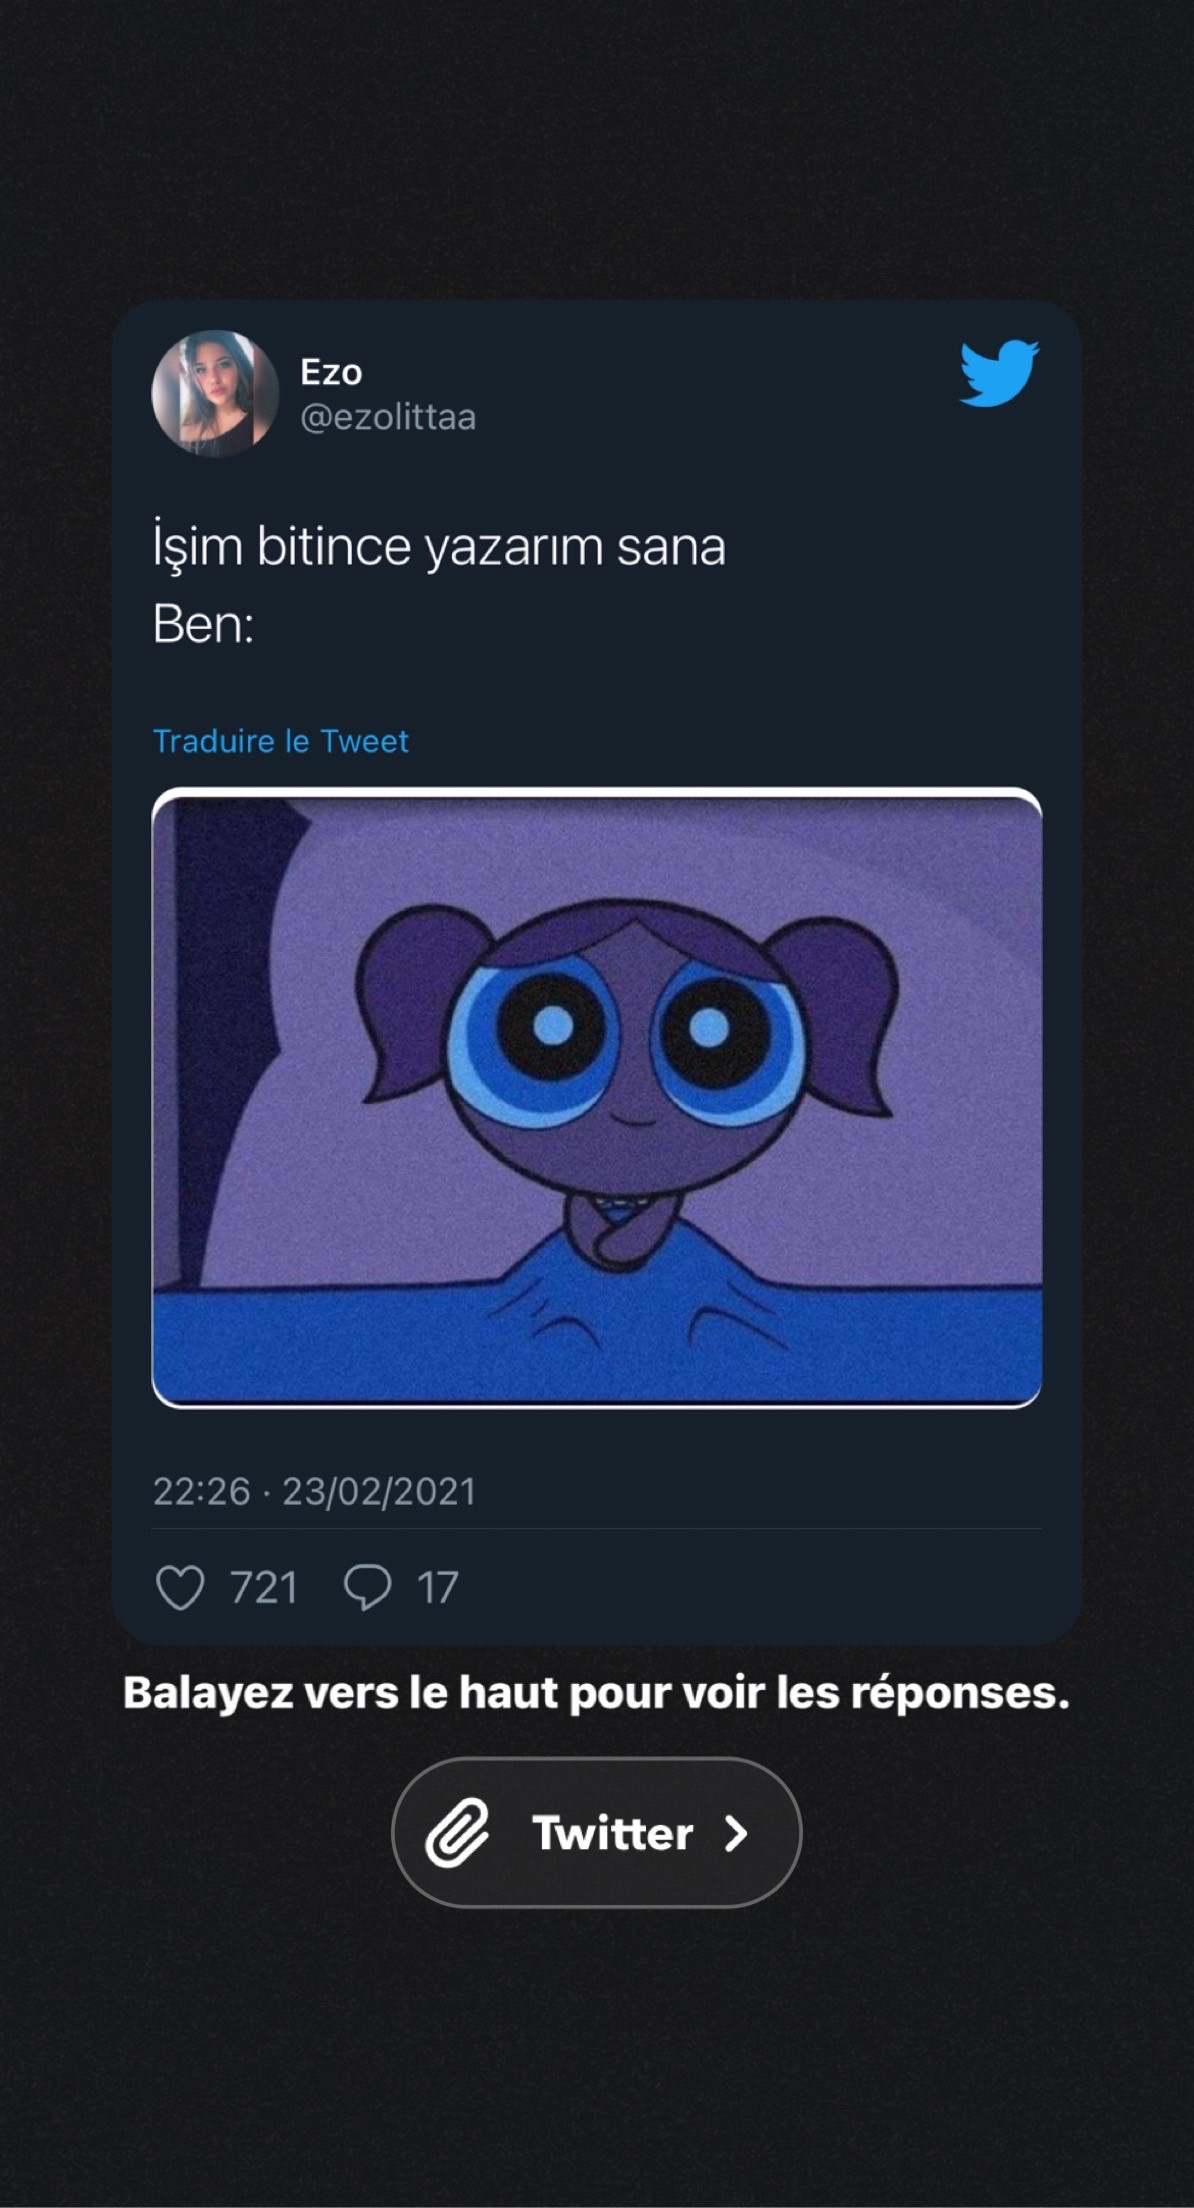 Ezo
@ezolittaa
İşim bitince yazarım sana
Ben:
Traduire le Tweet
22:26 · 23/02/2021
721 17
Balayez vers le haut pour voir les réponses.
Twitter